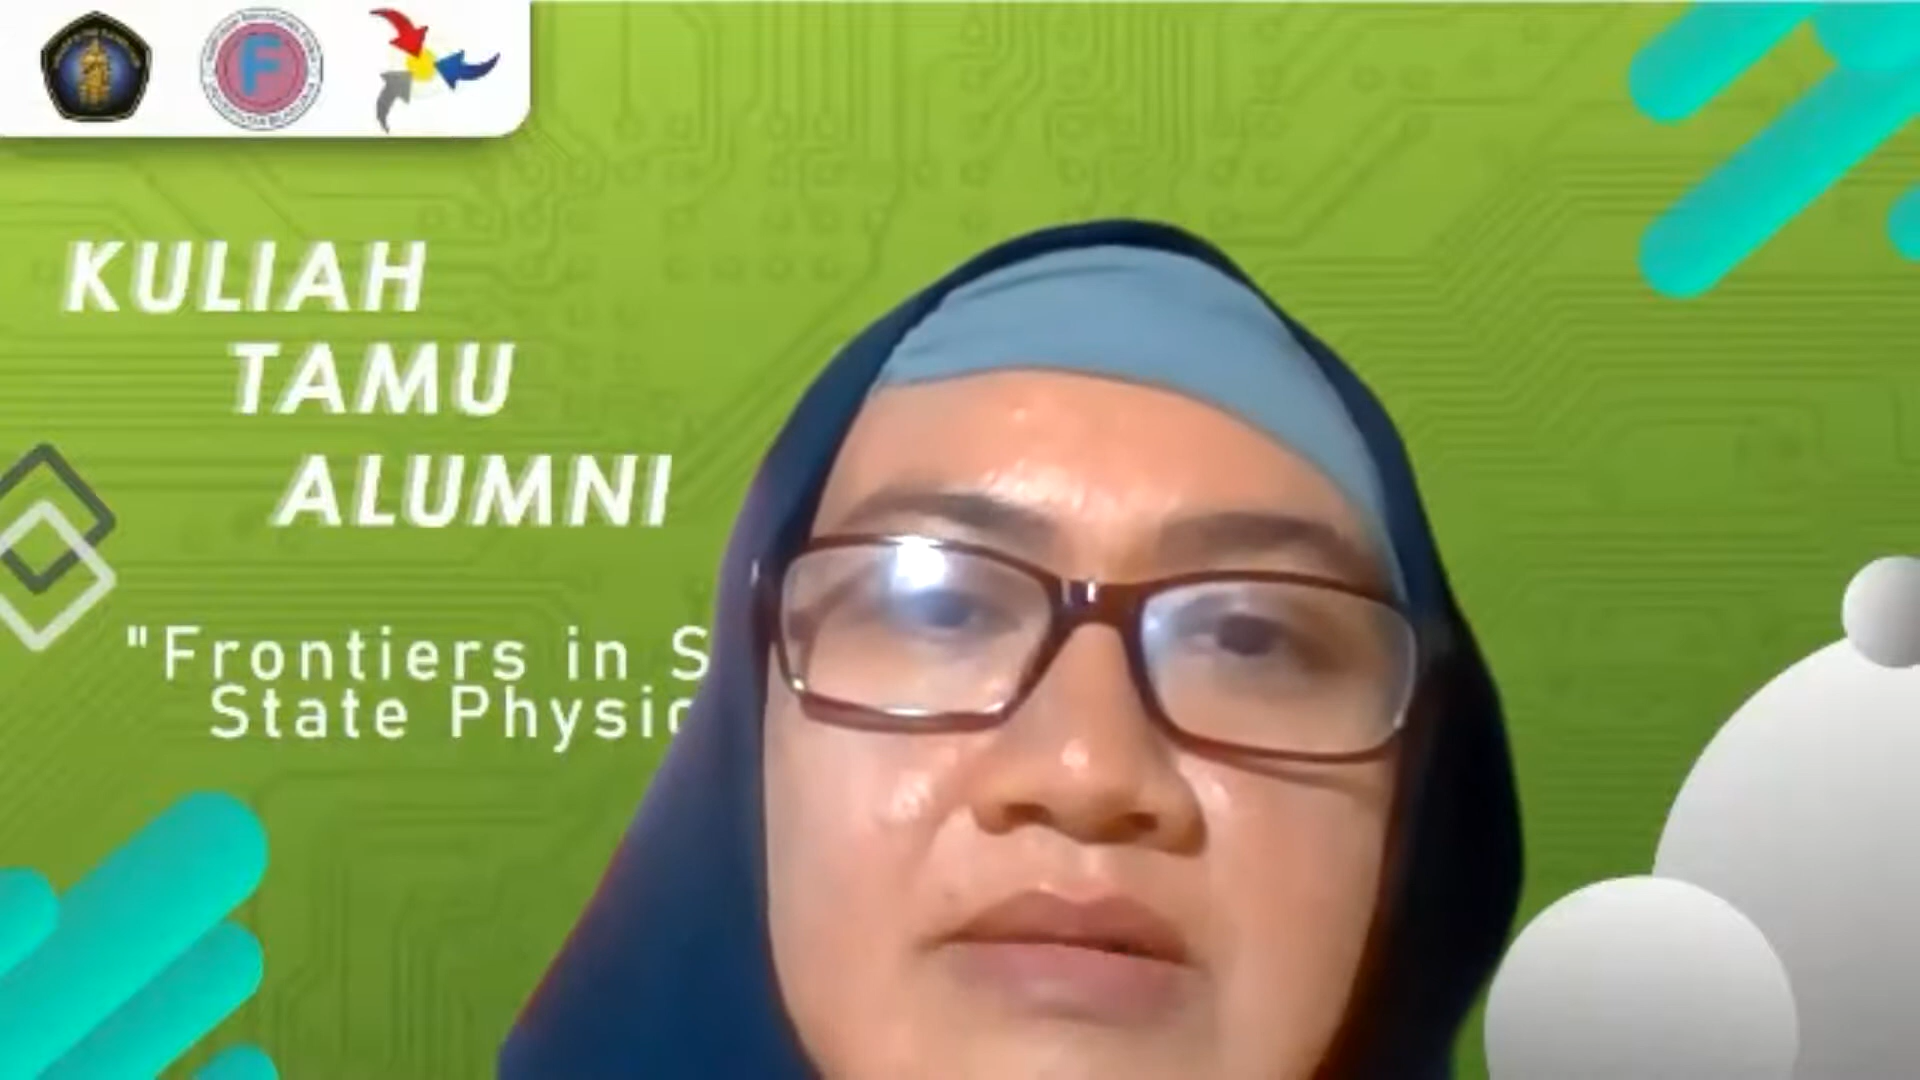 KULIAH
TAMU
ALUMNI
"Frontiers in S
State Physic
F